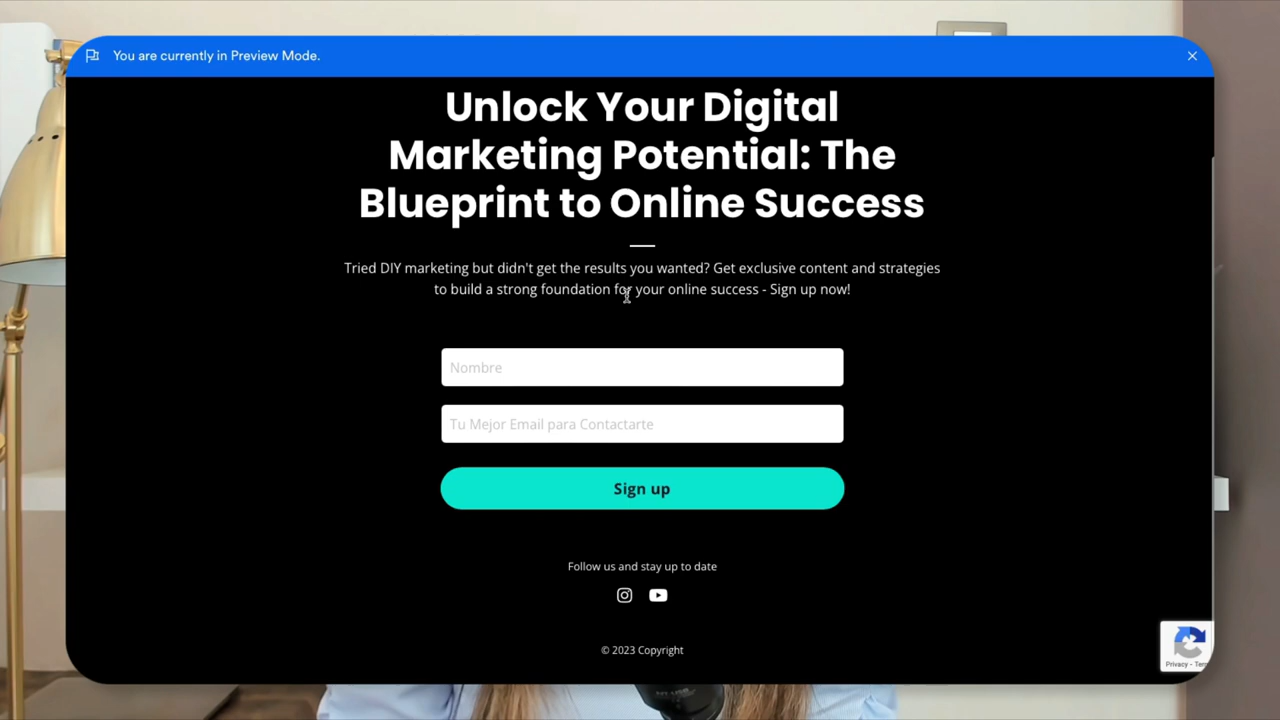 You are currently in Preview Mode.
Unlock Your Digital
Marketing Potential: The
Blueprint to Online Success
Tried DIY marketing but didn't get the results you wanted? Get exclusive content and strategies
to build a strong foundation for your online success - Sign up now!
Nombre
Tu Mejor Email para Contactarte
Sign up
Follow us and stay up to date
© 2023 Copyright
Privacy -